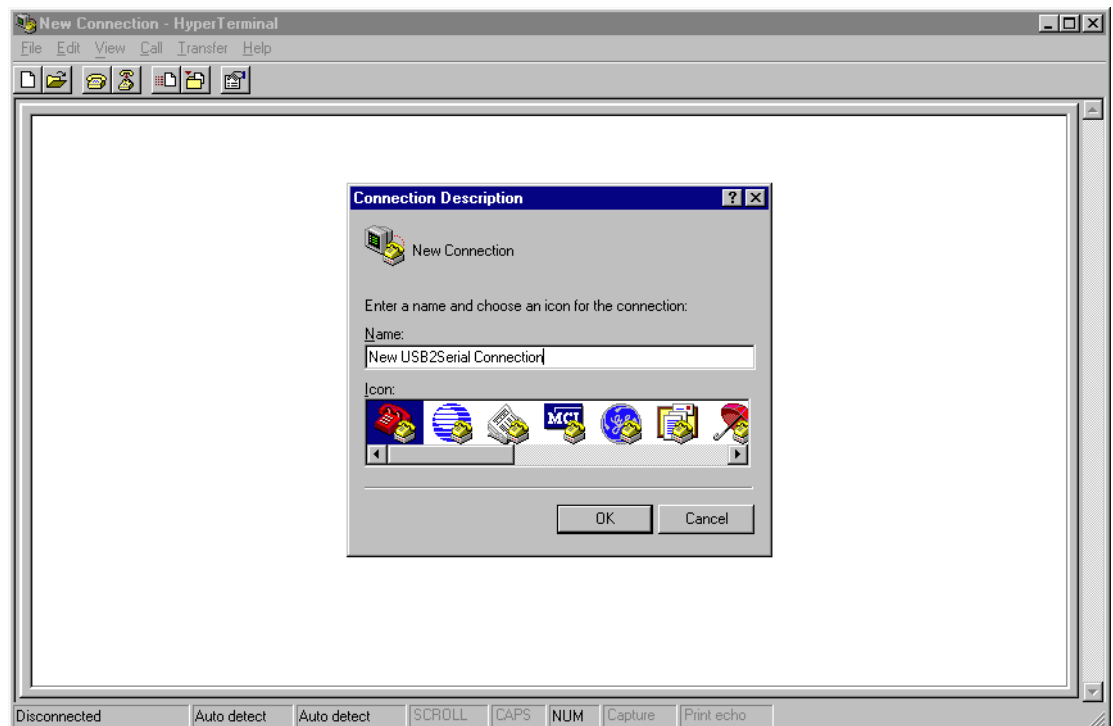 New Connection - HyperTerminal
File Edit View Call Transfer Help
Connection Description
New Connection
Enter a name and choose an icon for the connection:
Name:
New USB2Serial Connection
Icon:
MCI
OK Cancel
Disconnected Auto detect Auto detect SCROLL CAPS NUM Capture Print echo